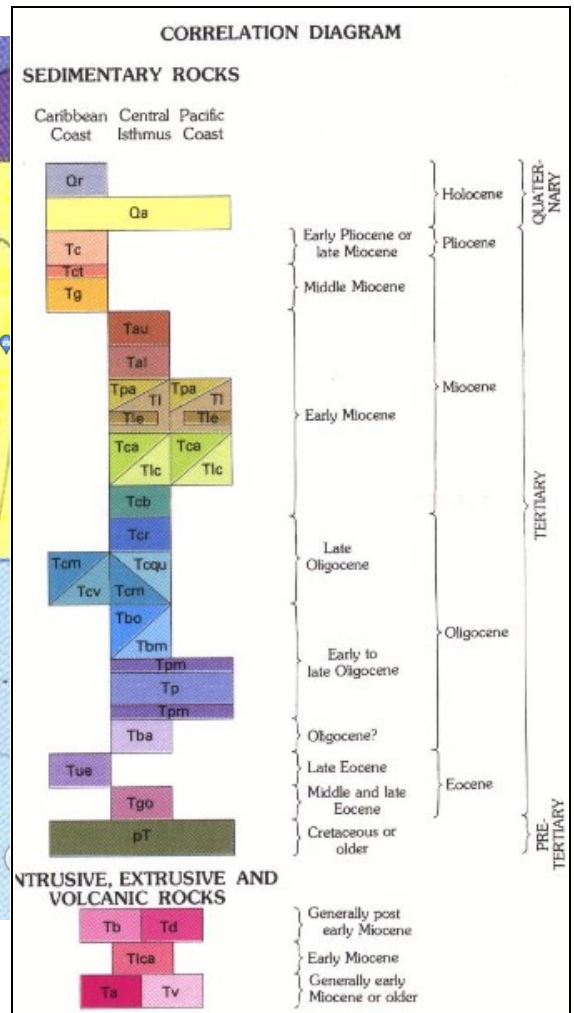 CORRELATION DIAGRAM
SEDIMENTARY ROCKS
Caribbean Coast
Central Isthmus
Pacific Coast
Qr
Qa
Tc
Tct
Tg
Tau
Tal
Tpa
Tl
Tle
Tpa
Tl
Tle
Tca
Tlc
Tca
Tlc
Tcb
Tcr
Tcm
Tcv
Tcqu
Tcm
Tbo
Tbm
Tpm
Tp
Tpm
Tba
Tue
Tgo
pT
Early Pliocene or
late Miocene
Middle Miocene
Early Miocene
Late
Oligocene
Early to
late Oligocene
Oligocene?
Late Eocene
Middle and late
Eocene
Cretaceous or
older
Holocene
Pliocene
Miocene
Oligocene
Eocene
QUATER-
NARY
TERTIARY
PRE-
TERTIARY
NTRUSIVE, EXTRUSIVE AND
VOLCANIC ROCKS
Tb
Td
Tlca
Ta
Tv
Generally post
early Miocene
Early Miocene
Generally early
Miocene or older